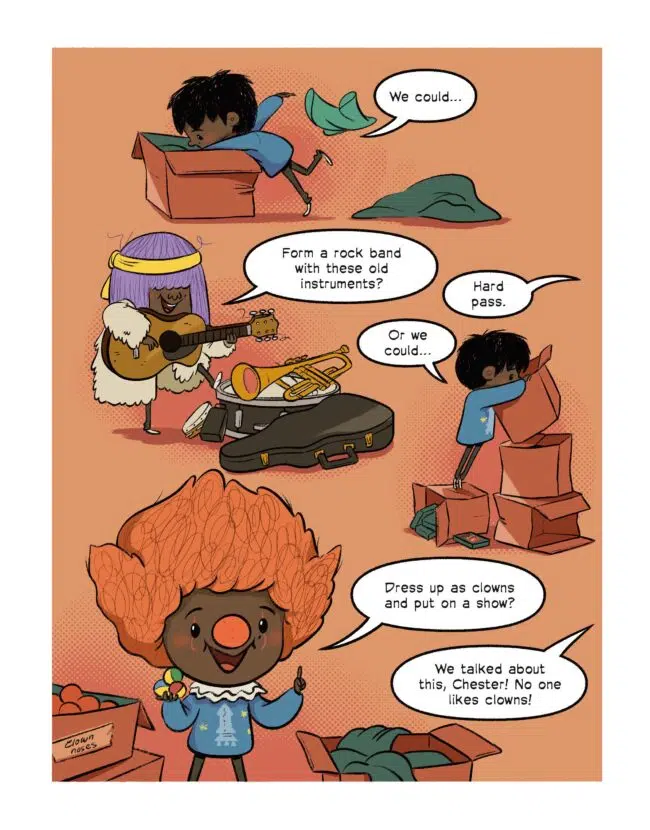 We could...
Form a rock band
with these old
instruments?
Hard
pass.
Or we
could...
Dress up as clowns
and put on a show?
We talked about
this, Chester! No one
likes clowns!
Clown
noses